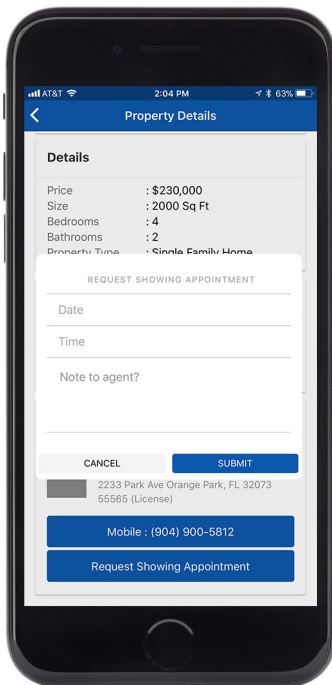 AT&T 2:04 PM 63%
Property Details
Details
Price : $230,000
Size : 2000 Sq Ft
Bedrooms : 4
Bathrooms : 2
Property Type : Single Family Home
REQUEST SHOWING APPOINTMENT
Date
Time
Note to agent?
CANCEL SUBMIT
2233 Park Ave Orange Park, FL 32073
55565 (License)
Mobile : (904) 900-5812
Request Showing Appointment